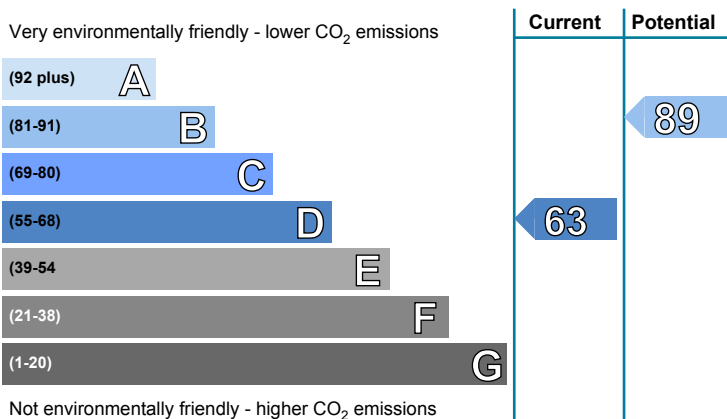 Very environmentally friendly - lower CO2 emissions
Current
Potential
(92 plus) A
(81-91) B
89
(69-80) C
(55-68) D
63
(39-54 E
(21-38) F
(1-20) G
Not environmentally friendly - higher CO2 emissions